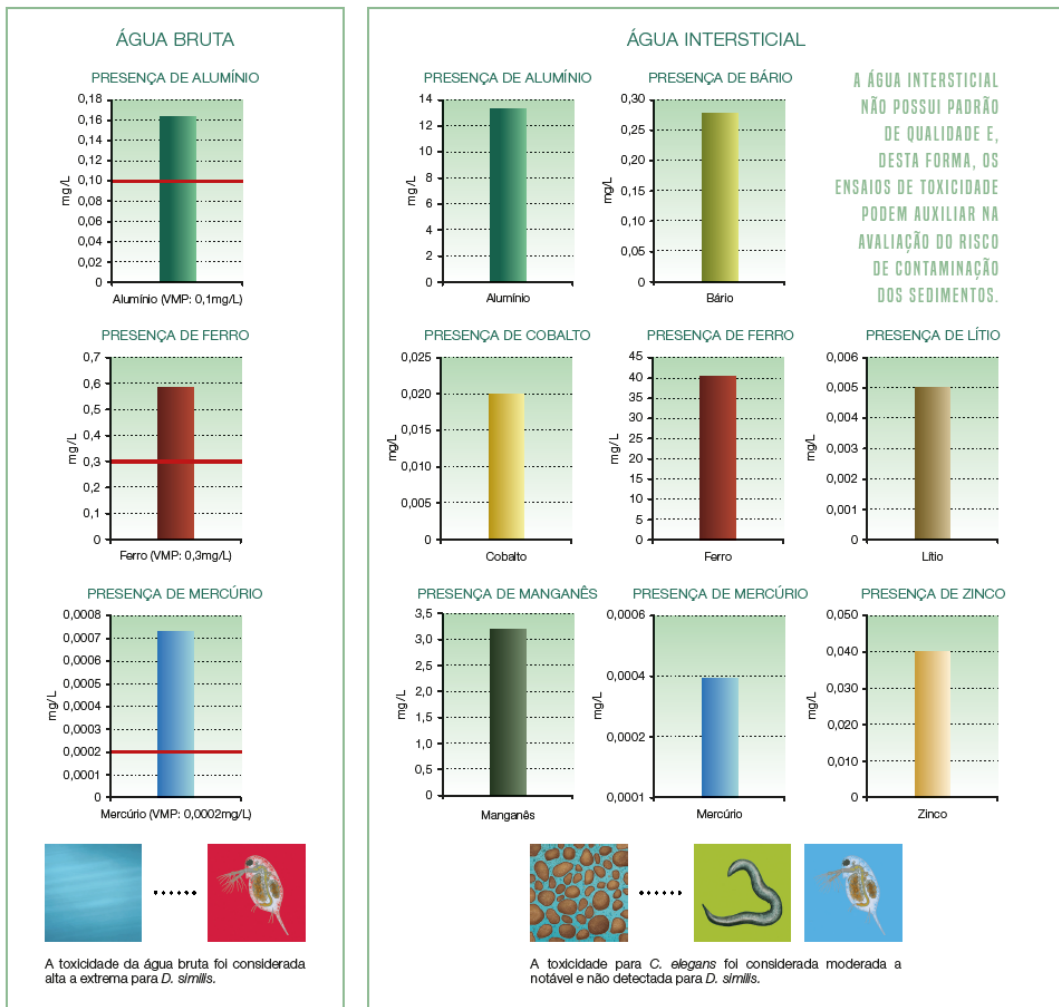 ÁGUA BRUTA
PRESENÇA DE ALUMÍNIO
0,18
0,16
0,14
0,12
0,10
0,08
0,06
0,04
0,02
0
mg/L
Alumínio (VMP: 0,1mg/L)
PRESENÇA DE FERRO
0,7
0,6
0,5
0,4
0,3
0,2
0,1
0
mg/L
Ferro (VMP: 0,3mg/L)
PRESENÇA DE MERCÚRIO
0,0008
0,0007
0,0006
0,0005
0,0004
0,0003
0,0002
0,0001
0
mg/L
Mercúrio (VMP: 0,0002mg/L)
A toxicidade da água bruta foi considerada
alta a extrema para D. similis.
ÁGUA INTERSTICIAL
PRESENÇA DE ALUMÍNIO
14
12
10
8
6
4
2
0
mg/L
Alumínio
PRESENÇA DE BÁRIO
0,30
0,25
0,20
0,15
0,10
0,05
0
mg/L
Bário
A ÁGUA INTERSTICIAL
NÃO POSSUI PADRÃO
DE QUALIDADE E,
DESTA FORMA, OS
ENSAIOS DE TOXICIDADE
PODEM AUXILIAR NA
AVALIAÇÃO DO RISCO
DE CONTAMINAÇÃO
DOS SEDIMENTOS.
PRESENÇA DE COBALTO
0,025
0,020
0,015
0,010
0,005
0
mg/L
Cobalto
PRESENÇA DE FERRO
45
40
35
30
25
20
15
10
5
0
mg/L
Ferro
PRESENÇA DE LÍTIO
0,006
0,005
0,004
0,003
0,002
0,001
0
mg/L
Lítio
PRESENÇA DE MANGANÊS
3,5
3,0
2,5
2,0
1,5
1,0
0,5
0
mg/L
Manganês
PRESENÇA DE MERCÚRIO
0,0006
0,0004
0,0002
0,0001
mg/L
Mercúrio
PRESENÇA DE ZINCO
0,050
0,040
0,030
0,020
0,010
0
mg/L
Zinco
A toxicidade para C. elegans foi considerada moderada a
notável e não detectada para D. similis.